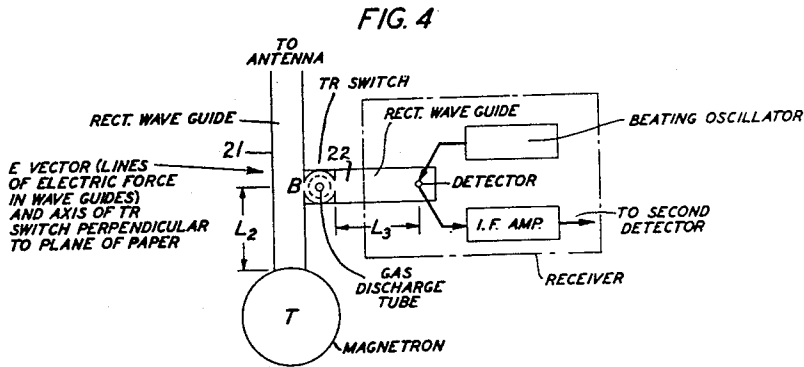 FIG. 4
TO
ANTENNA
TR SWITCH
RECT. WAVE GUIDE
RECT. WAVE GUIDE
BEATING OSCILLATOR
21
22
E VECTOR (LINES
OF ELECTRIC FORCE
IN WAVE GUIDES)
AND AXIS OF TR
SWITCH PERPENDICULAR
TO PLANE OF PAPER
B
DETECTOR
L2
L3
I.F. AMP.
TO SECOND
DETECTOR
GAS
DISCHARGE
TUBE
RECEIVER
T
MAGNETRON